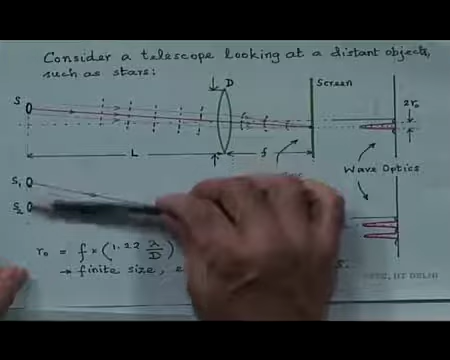 Consider a telescope looking at a distant objects,
such as stars:
D
Screen
S
2r₀
L
f
Wave Optics
S₁
S₂
r₀ = f × (1.22 λ/D)
→ finite size,
IIT DELHI